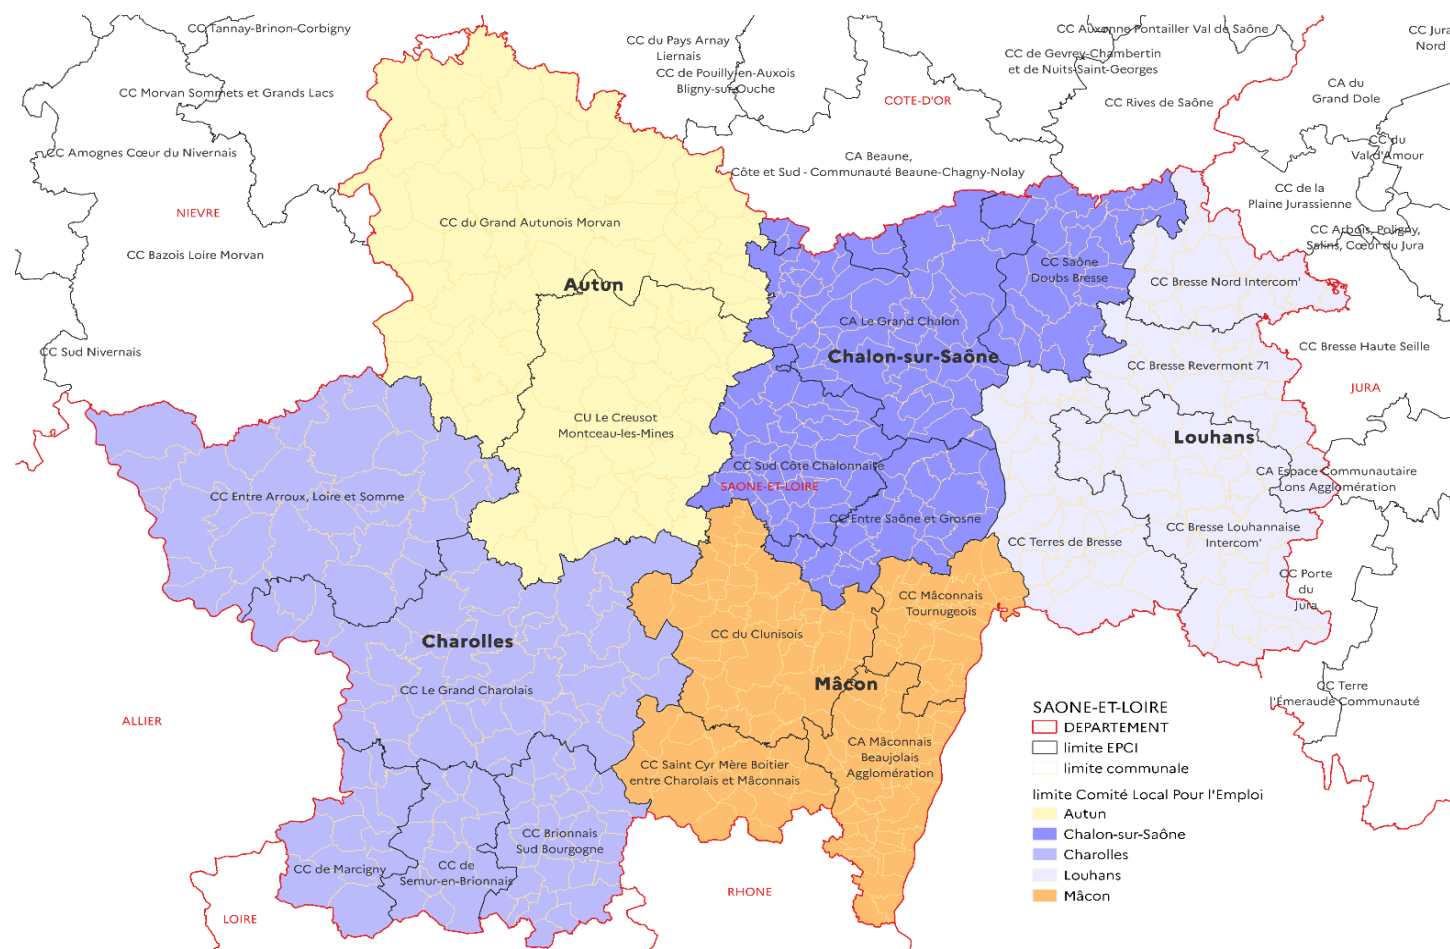 CC Tannay-Brinon-Corbigny
CC du Pays Arnay
Liernais
CC de Pouilly-en-Auxois
Bligny-sur-Ouche
CC Auxonne Pontailler Val de Saône
CC de Gevrey-Chambertin
et de Nuits-Saint-Georges
CC Jura
Nord
CC Morvan Sommets et Grands Lacs
COTE-D'OR
CC Rives de Saône
CA du
Grand Dole
CC Amognes Cœur du Nivernais
CA Beaune,
Côte et Sud - Communauté Beaune-Chagny-Nolay
CC du
Val d'Amour
CC de la
Plaine Jurassienne
NIEVRE
CC du Grand Autunois Morvan
CC Arbois, Poligny,
Salins, Cœur du Jura
CC Bazois Loire Morvan
CC Saône
Doubs Bresse
CC Bresse Nord Intercom'
Autun
CA Le Grand Chalon
Chalon-sur-Saône
CC Sud Nivernais
CC Bresse Haute Seille
CC Bresse Revermont 71
JURA
CU Le Creusot
Montceau-les-Mines
Louhans
CC Sud Côte Chalonnaise
SAONE-ET-LOIRE
CA Espace Communautaire
Lons Agglomération
CC Entre Arroux, Loire et Somme
CC Entre Saône et Grosne
CC Terres de Bresse
CC Bresse Louhannaise
Intercom'
CC Porte
du
Jura
CC Mâconnais
Tournugeois
CC du Clunisois
Charolles
Mâcon
CC Le Grand Charolais
CC Terre
l'Émeraude Communauté
ALLIER
CA Mâconnais
Beaujolais
Agglomération
CC Saint Cyr Mère Boitier
entre Charolais et Mâconnais
CC Brionnais
Sud Bourgogne
CC de Marcigny
CC de
Semur-en-Brionnais
RHONE
LOIRE
SAONE-ET-LOIRE
DEPARTEMENT
limite EPCI
limite communale
limite Comité Local Pour l'Emploi
Autun
Chalon-sur-Saône
Charolles
Louhans
Mâcon